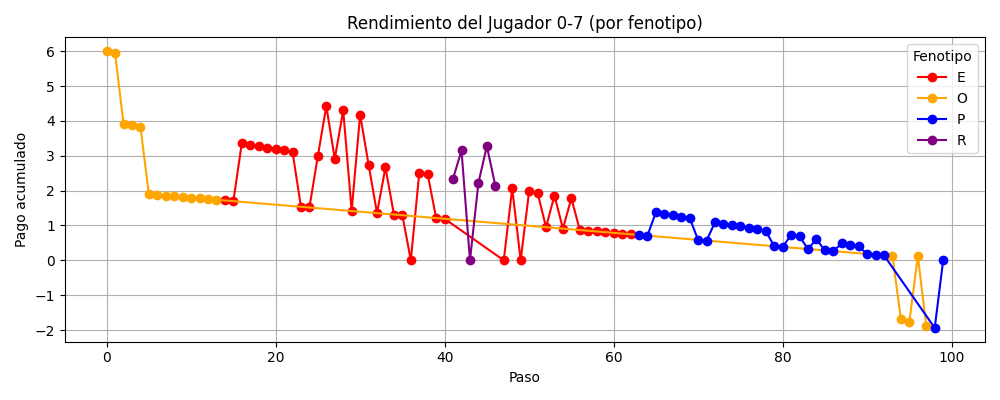 Rendimiento del Jugador 0-7 (por fenotipo)
Pago acumulado
6
5
4
3
2
1
0
−1
−2
0
20
40
60
80
100
Paso
Fenotipo
E
O
P
R